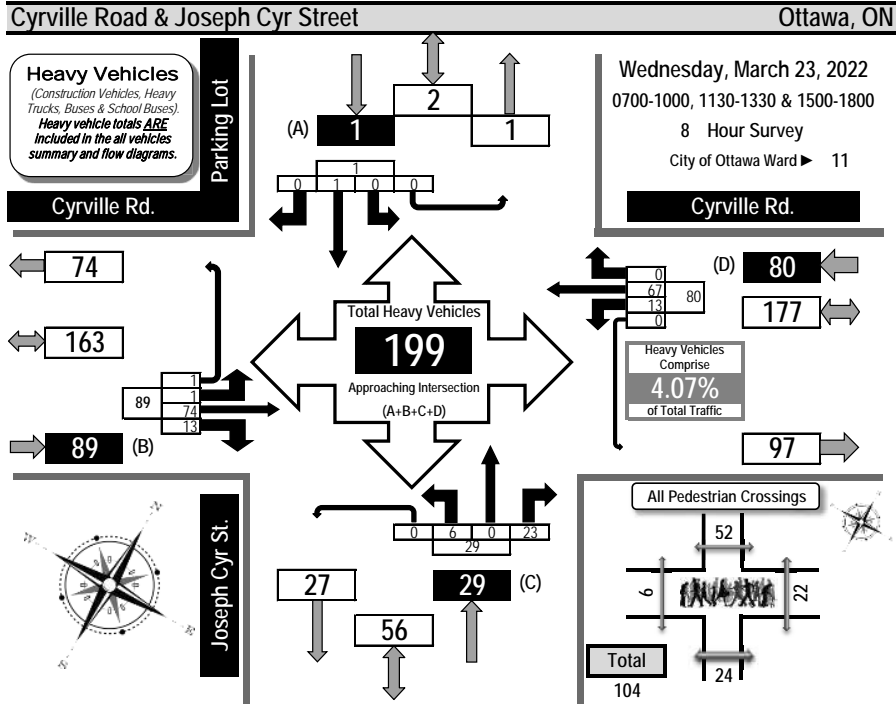 Cyrville Road & Joseph Cyr Street Ottawa, ON
Heavy Vehicles
(Construction Vehicles, Heavy
Trucks, Buses & School Buses).
Heavy vehicle totals ARE
included in the all vehicles
summary and flow diagrams.
Parking Lot
Cyrville Rd.
2
(A) 1 1
1
0 1 0 0
Wednesday, March 23, 2022
0700-1000, 1130-1330 & 1500-1800
8 Hour Survey
City of Ottawa Ward ► 11
Cyrville Rd.
74
163
1
1
74
13
89
89 (B)
Total Heavy Vehicles
199
Approaching Intersection
(A+B+C+D)
(D) 80
0
67
13
0
80
177
Heavy Vehicles
Comprise
4.07%
of Total Traffic
97
Joseph Cyr St.
N
W
E
S
0 6 0 23
29
27 29 (C)
56
All Pedestrian Crossings
52
6
22
24
Total
104